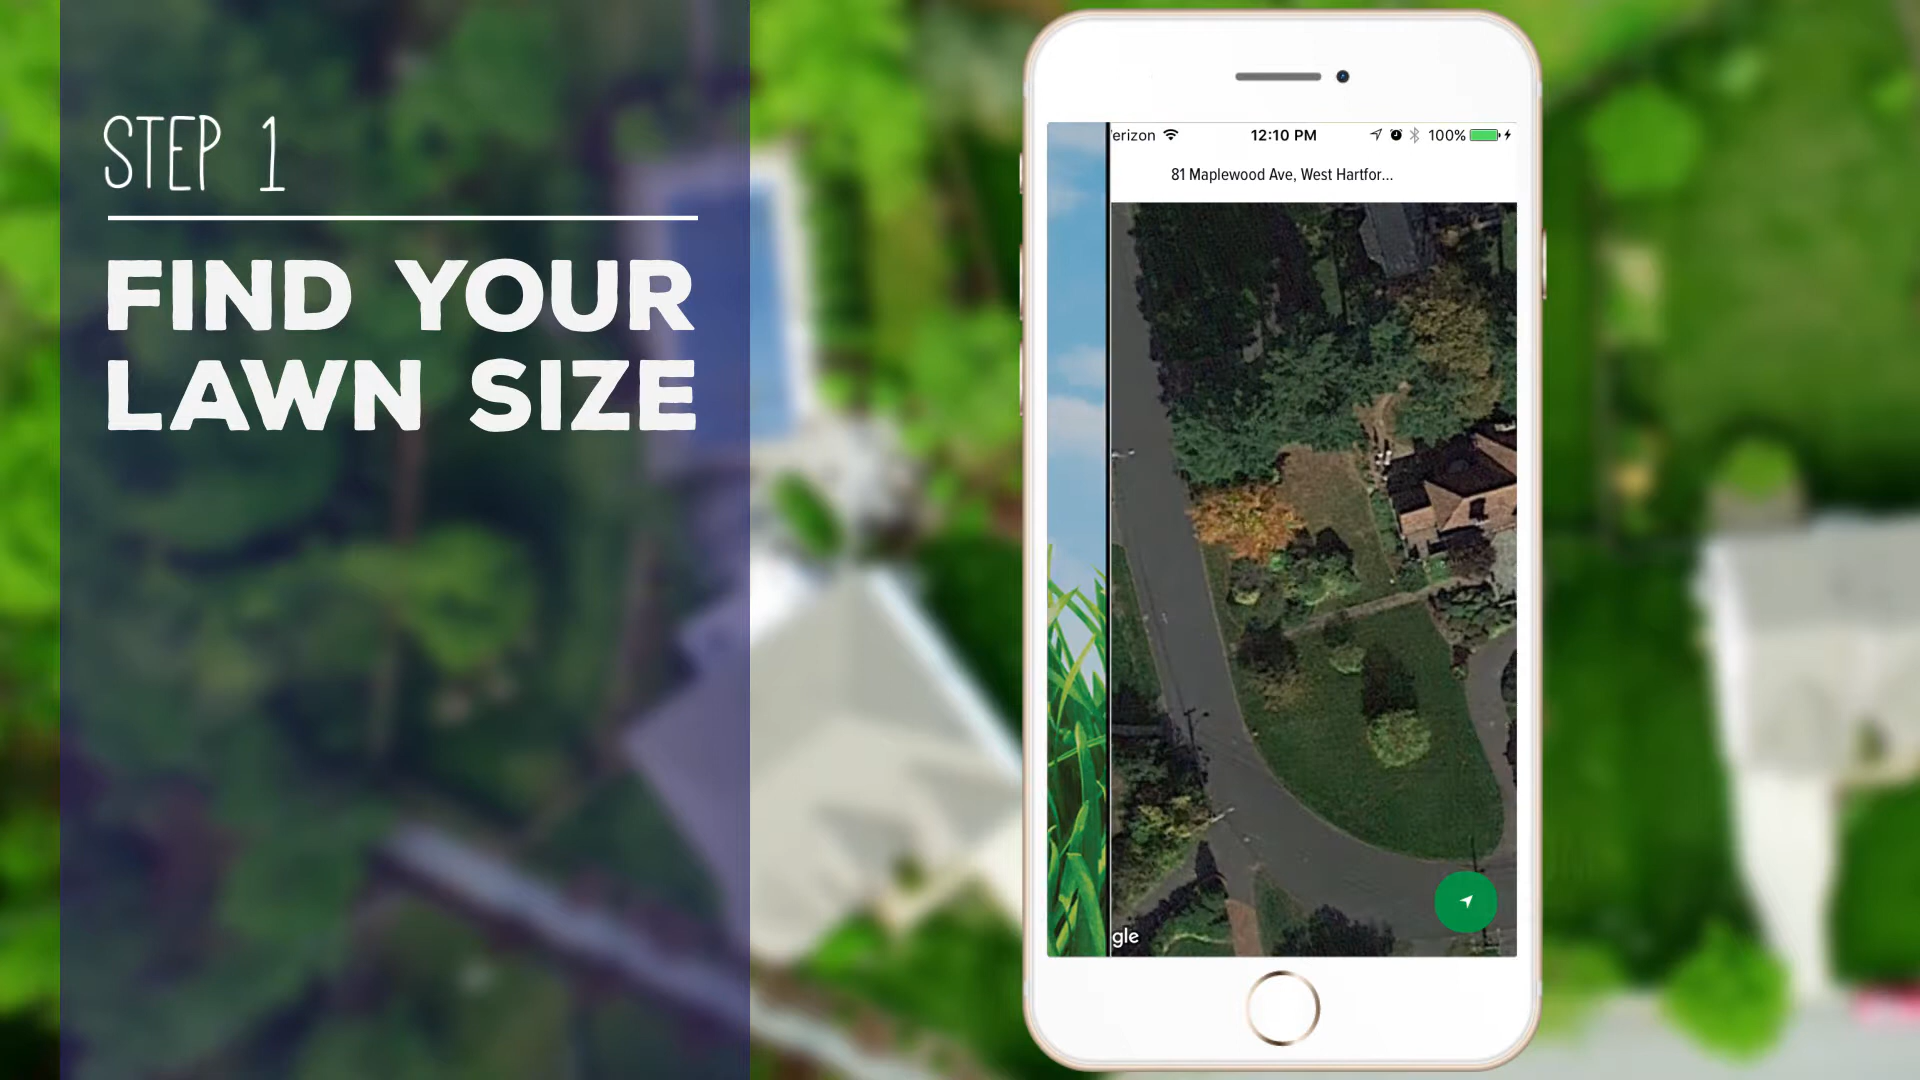 STEP 1
FIND YOUR
LAWN SIZE
erizon 12:10 PM 100%
81 Maplewood Ave, West Hartfor...
gle